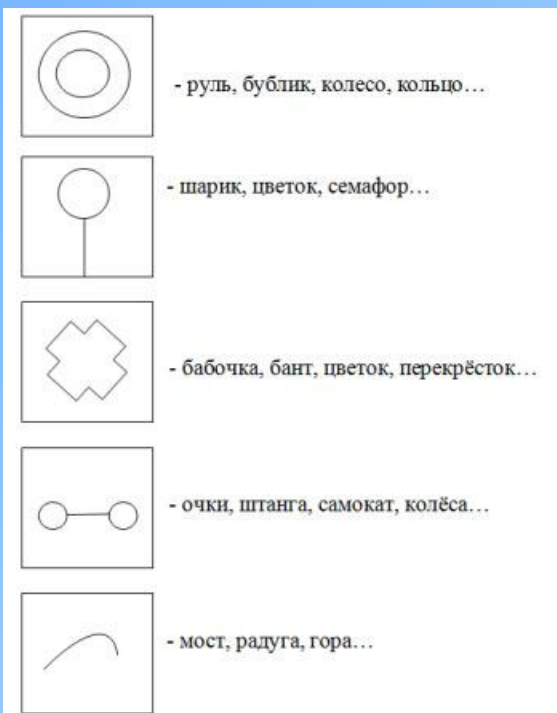 - руль, бублик, колесо, кольцо…
- шарик, цветок, семафор…
- бабочка, бант, цветок, перекрёсток…
- очки, штанга, самокат, колёса…
- мост, радуга, гора…